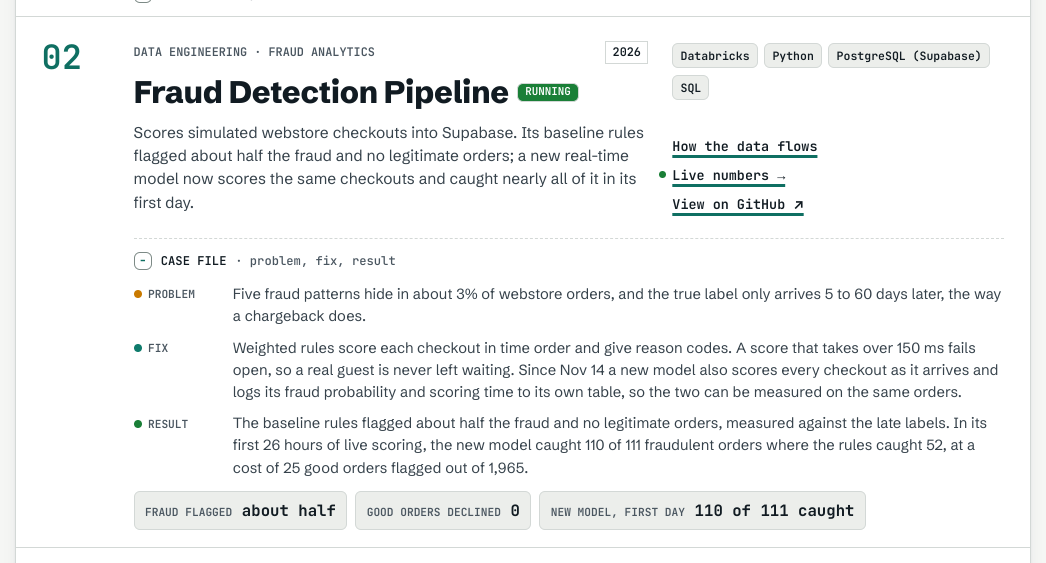 02
DATA ENGINEERING · FRAUD ANALYTICS
2026
Fraud Detection Pipeline RUNNING
Scores simulated webstore checkouts into Supabase. Its baseline rules
flagged about half the fraud and no legitimate orders; a new real-time
model now scores the same checkouts and caught nearly all of it in its
first day.
Databricks Python PostgreSQL (Supabase)
SQL
How the data flows
Live numbers →
View on GitHub ↗
- CASE FILE · problem, fix, result
PROBLEM
Five fraud patterns hide in about 3% of webstore orders, and the true label only arrives 5 to 60 days later, the way
a chargeback does.
FIX
Weighted rules score each checkout in time order and give reason codes. A score that takes over 150 ms fails
open, so a real guest is never left waiting. Since Nov 14 a new model also scores every checkout as it arrives and
logs its fraud probability and scoring time to its own table, so the two can be measured on the same orders.
RESULT
The baseline rules flagged about half the fraud and no legitimate orders, measured against the late labels. In its
first 26 hours of live scoring, the new model caught 110 of 111 fraudulent orders where the rules caught 52, at a
cost of 25 good orders flagged out of 1,965.
FRAUD FLAGGED about half
GOOD ORDERS DECLINED 0
NEW MODEL, FIRST DAY 110 of 111 caught